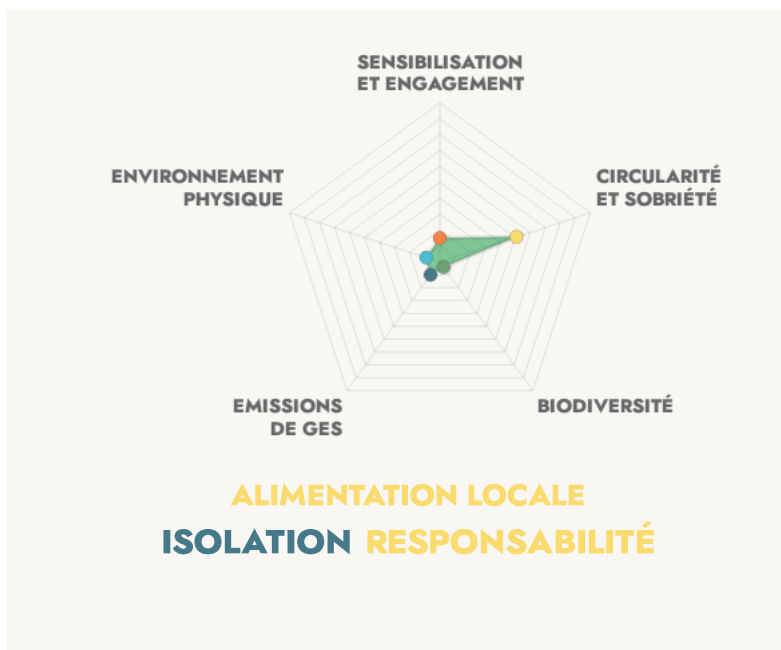 SENSIBILISATION
ET ENGAGEMENT
ENVIRONNEMENT
PHYSIQUE
CIRCULARITÉ
ET SOBRIÉTÉ
EMISSIONS
DE GES
BIODIVERSITÉ
ALIMENTATION LOCALE
ISOLATION RESPONSABILITÉ